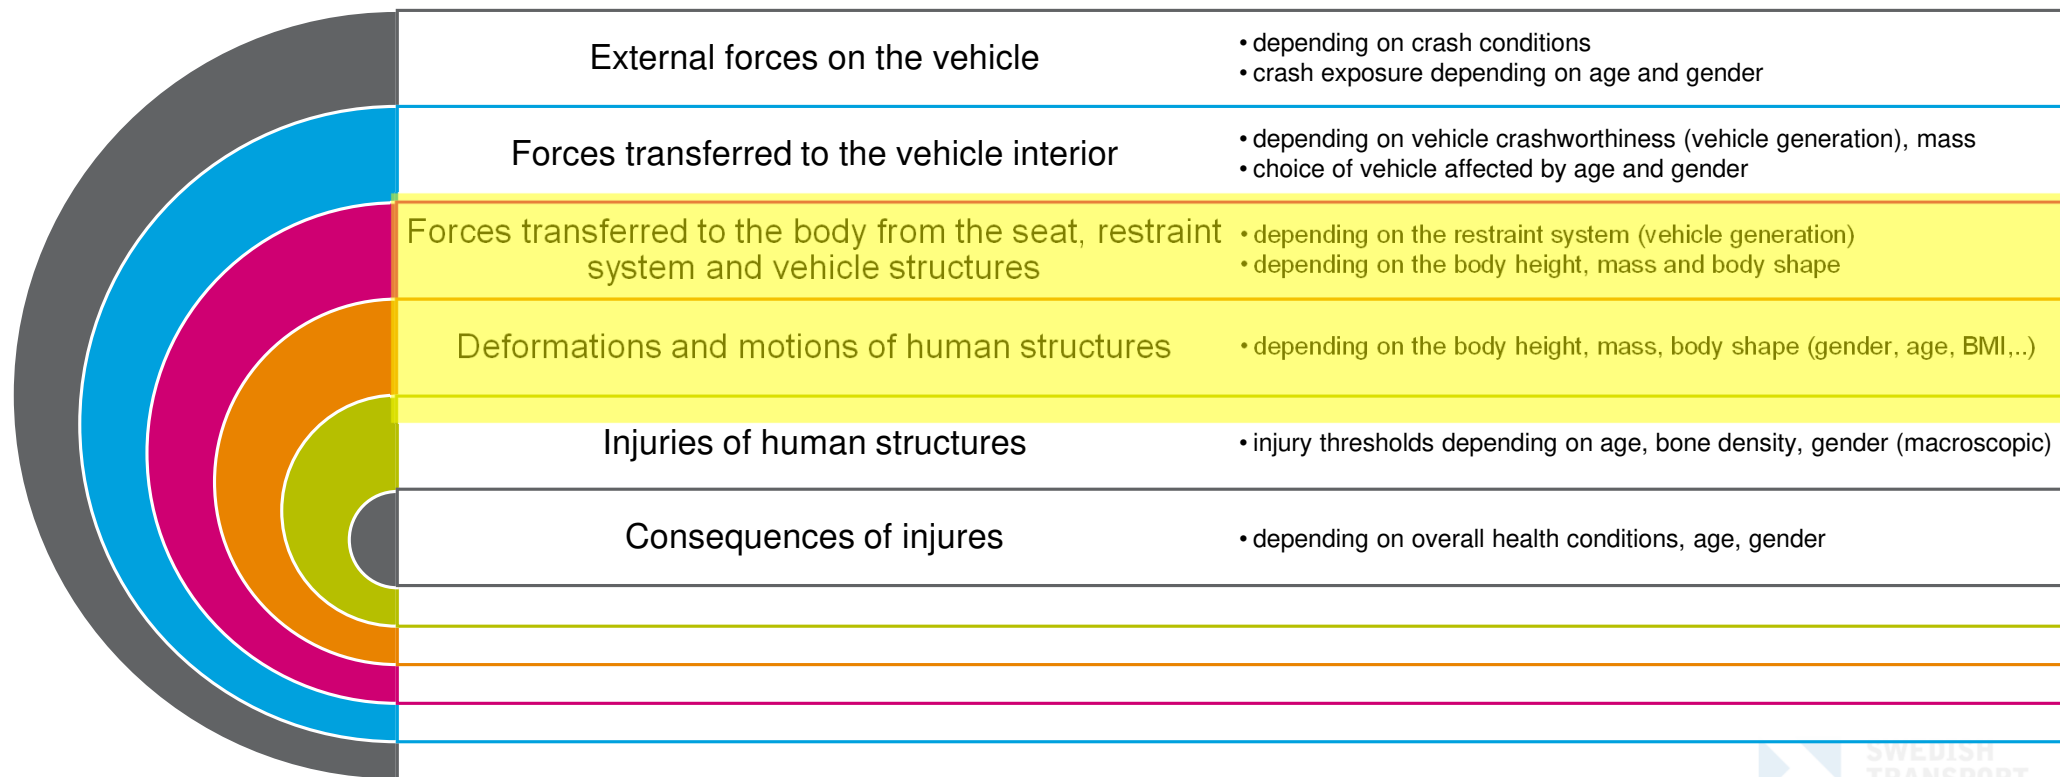 External forces on the vehicle
• depending on crash conditions
• crash exposure depending on age and gender
Forces transferred to the vehicle interior
• depending on vehicle crashworthiness (vehicle generation), mass
• choice of vehicle affected by age and gender
Forces transferred to the body from the seat, restraint
system and vehicle structures
• depending on the restraint system (vehicle generation)
• depending on the body height, mass and body shape
Deformations and motions of human structures
• depending on the body height, mass, body shape (gender, age, BMI,..)
Injuries of human structures
• injury thresholds depending on age, bone density, gender (macroscopic)
Consequences of injures
• depending on overall health conditions, age, gender
SWEDISH
TRANSPORT